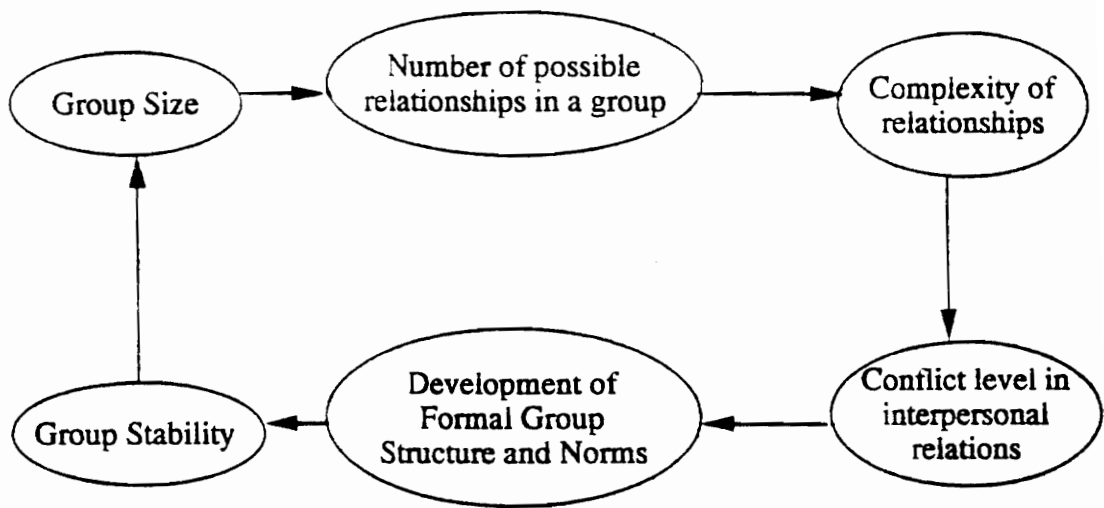 Group Size
Number of possible
relationships in a group
Complexity of
relationships
Conflict level in
interpersonal
relations
Development of
Formal Group
Structure and Norms
Group Stability